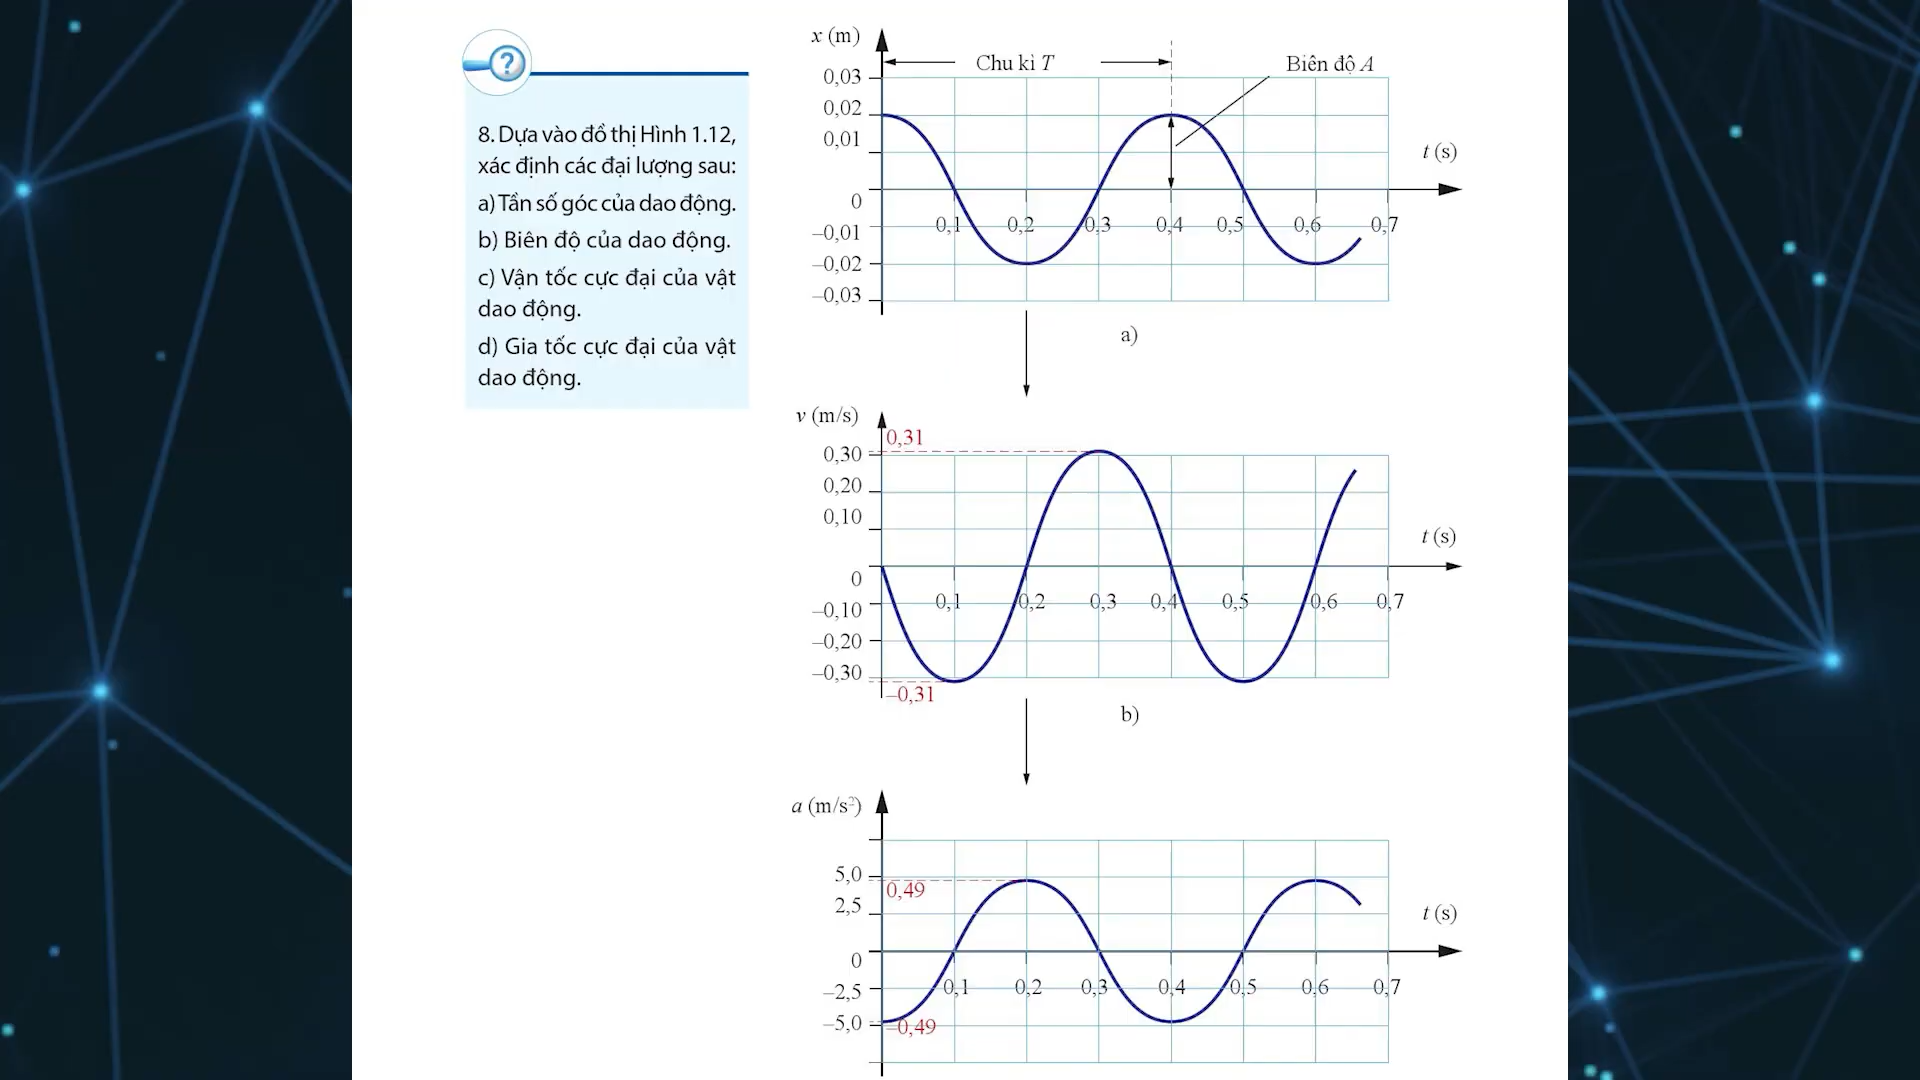 ?
8. Dựa vào đồ thị Hình 1.12,
xác định các đại lượng sau:
a) Tần số góc của dao động.
b) Biên độ của dao động.
c) Vận tốc cực đại của vật
dao động.
d) Gia tốc cực đại của vật
dao động.
x (m)
Chu kì T
Biên độ A
0,03
0,02
0,01
t (s)
0
0,1 0,2 0,3 0,4 0,5 0,6 0,7
–0,01
–0,02
–0,03
a)
v (m/s)
0,31
0,30
0,20
0,10
t (s)
0
0,1 0,2 0,3 0,4 0,5 0,6 0,7
–0,10
–0,20
–0,30
–0,31
b)
a (m/s²)
5,0
0,49
2,5
t (s)
0
0,1 0,2 0,3 0,4 0,5 0,6 0,7
–2,5
–5,0
–0,49